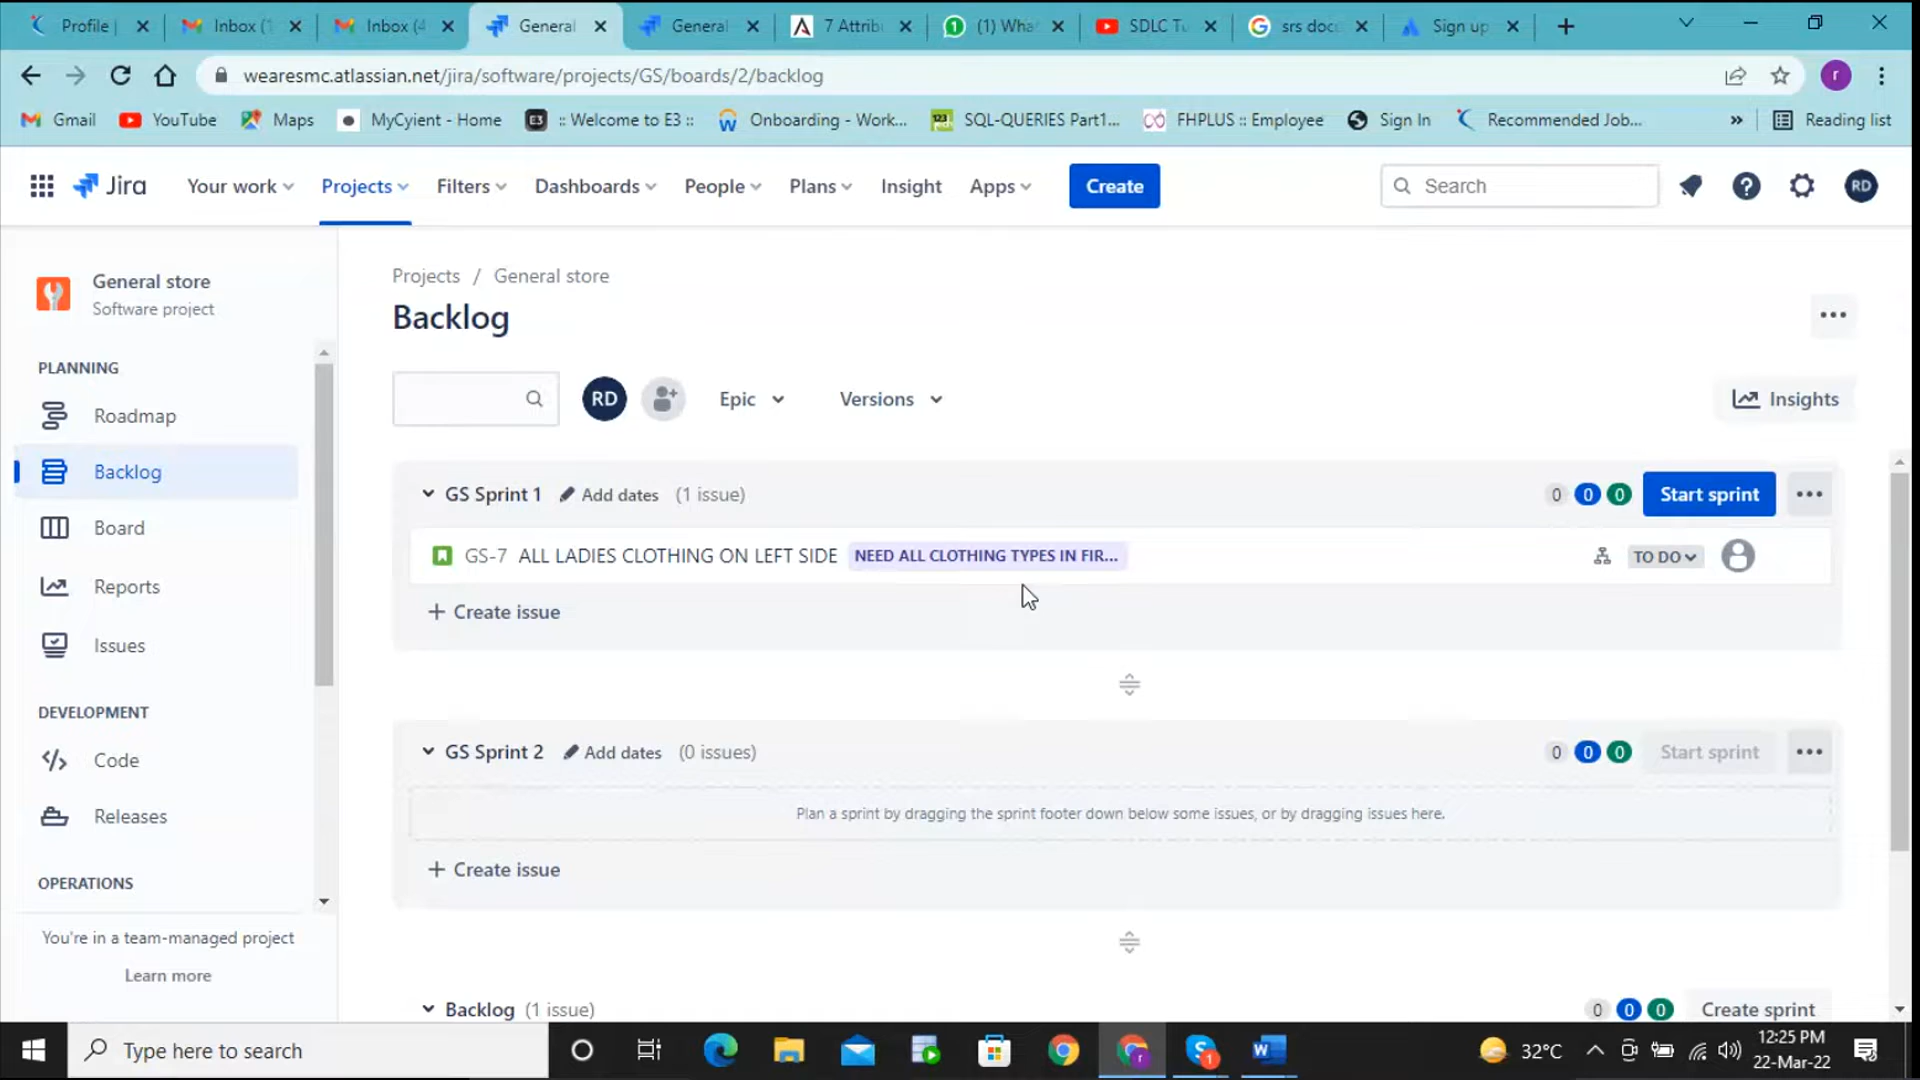 Profile |
Inbox (1
Inbox (4
General
General
7 Attrib
(1) Wha
SDLC Tu
srs doc
Sign up
wearesmc.atlassian.net/jira/software/projects/GS/boards/2/backlog
r
Gmail
YouTube
Maps
MyCyient - Home
E3
:: Welcome to E3 ::
Onboarding - Work...
SQL-QUERIES Part1...
FHPLUS :: Employee
Sign In
Recommended Job...
»
Reading list
Jira
Your work
Projects
Filters
Dashboards
People
Plans
Insight
Apps
Create
Search
RD
General store
Software project
Projects / General store
Backlog
RD
Epic
Versions
Insights
PLANNING
Roadmap
Backlog
Board
Reports
Issues
DEVELOPMENT
Code
Releases
OPERATIONS
You're in a team-managed project
Learn more
GS Sprint 1 Add dates (1 issue)
0 0 0 Start sprint
GS-7 ALL LADIES CLOTHING ON LEFT SIDE NEED ALL CLOTHING TYPES IN FIR... TO DO
+ Create issue
GS Sprint 2 Add dates (0 issues)
0 0 0 Start sprint
Plan a sprint by dragging the sprint footer down below some issues, or by dragging issues here.
+ Create issue
Backlog (1 issue)
0 0 0 Create sprint
Type here to search
32°C
12:25 PM
22-Mar-22